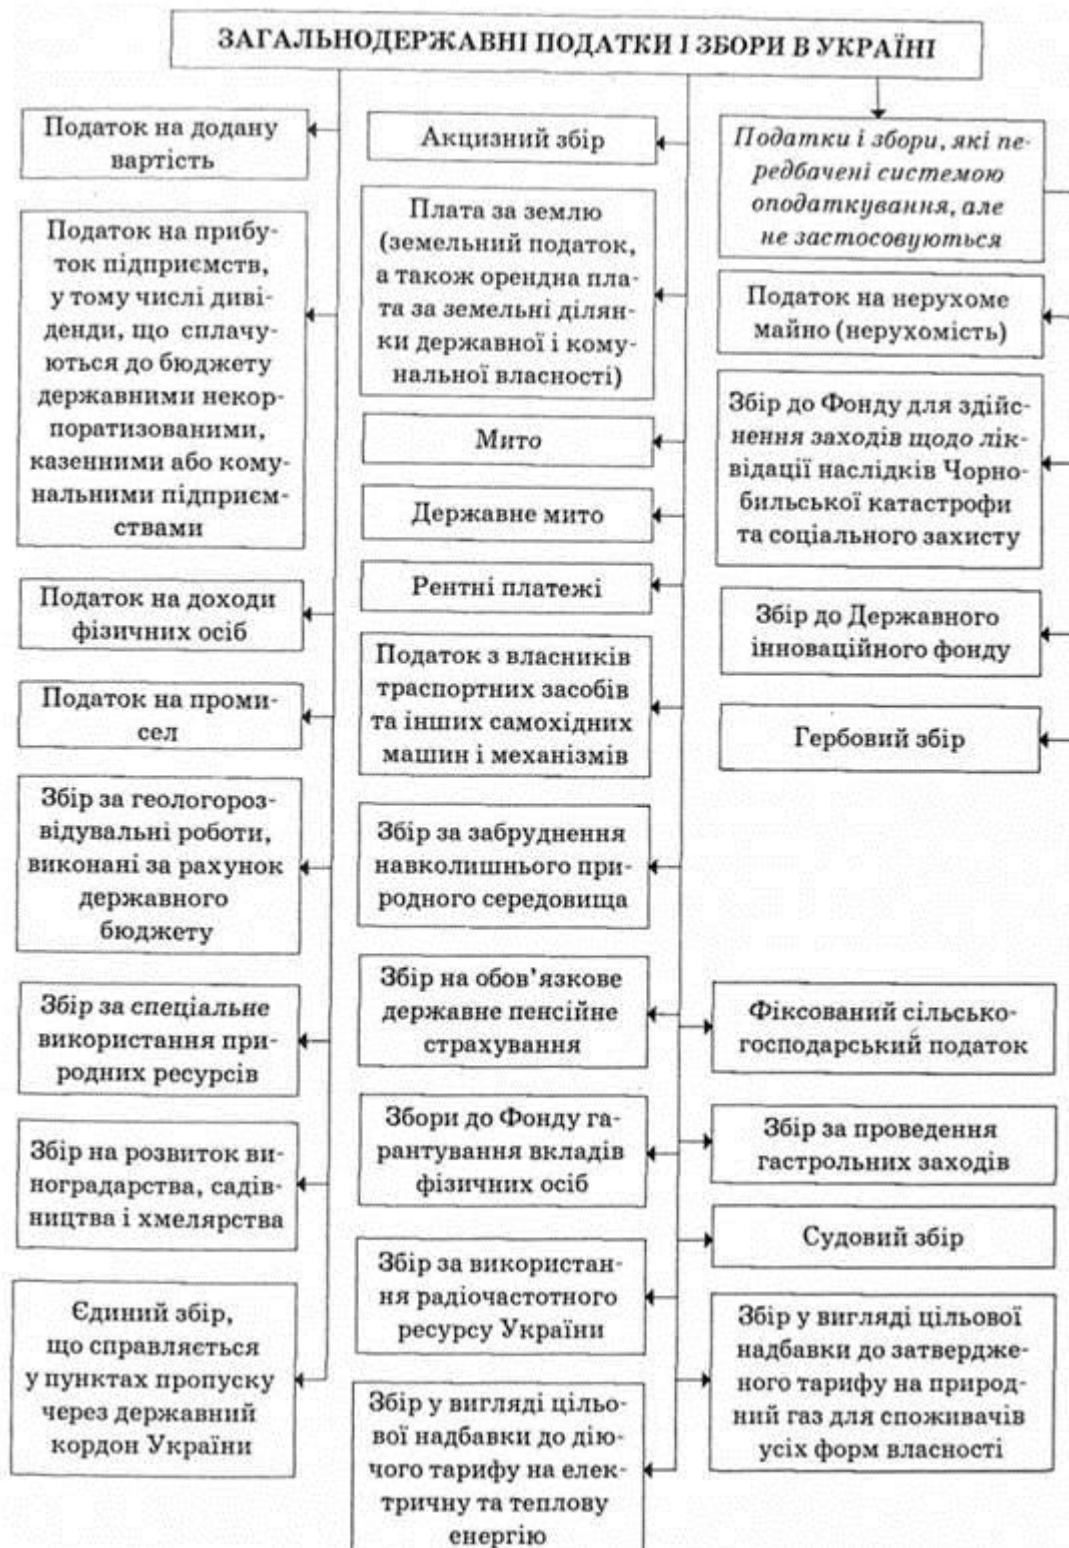 ЗАГАЛЬНОДЕРЖАВНІ ПОДАТКИ І ЗБОРИ В УКРАЇНІ
Податок на додану
вартість
Податок на прибу-
ток підприємств,
у тому числі диві-
денди, що сплачу-
ються до бюджету
державними некор-
поратизованими,
казенними або кому-
нальними підприєм-
ствами
Податок на доходи
фізичних осіб
Податок на проми-
сел
Збір за геологороз-
відувальні роботи,
виконані за рахунок
державного
бюджету
Збір за спеціальне
використання при-
родних ресурсів
Збір на розвиток ви-
ноградарства, садів-
ництва і хмелярства
Єдиний збір,
що справляється
у пунктах пропуску
через державний
кордон України
Акцизний збір
Плата за землю
(земельний податок,
а також орендна пла-
та за земельні ділян-
ки державної і кому-
нальної власності)
Мито
Державне мито
Рентні платежі
Податок з власників
траспортних засобів
та інших самохідних
машин і механізмів
Збір за забруднення
навколишнього при-
родного середовища
Збір на обов’язкове
державне пенсійне
страхування
Збори до Фонду га-
рантування вкладів
фізичних осіб
Збір за використан-
ня радіочастотного
ресурсу України
Збір у вигляді цільо-
вої надбавки до дію-
чого тарифу на елек-
тричну та теплову
енергію
Податки і збори, які пе-
редбачені системою
оподаткування, але
не застосовуються
Податок на нерухоме
майно (нерухомість)
Збір до Фонду для здійс-
нення заходів щодо лік-
відації наслідків Чорно-
бильської катастрофи
та соціального захисту
Збір до Державного
інноваційного фонду
Гербовий збір
Фіксований сільсько-
господарський податок
Збір за проведення
гастрольних заходів
Судовий збір
Збір у вигляді цільової
надбавки до затвердже-
ного тарифу на природ-
ний газ для споживачів
усіх форм власності